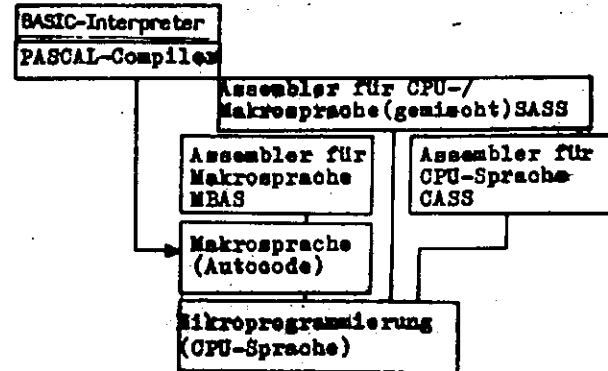 BASIC-Interpreter
PASCAL-Compiler
Assembler für CPU-/
Makrosprache(gemischt)SASS
Assembler für
Makrosprache
MBAS
Assembler für
CPU-Sprache
CASS
Makrosprache
(Autocode)
Mikroprogrammierung
(CPU-Sprache)